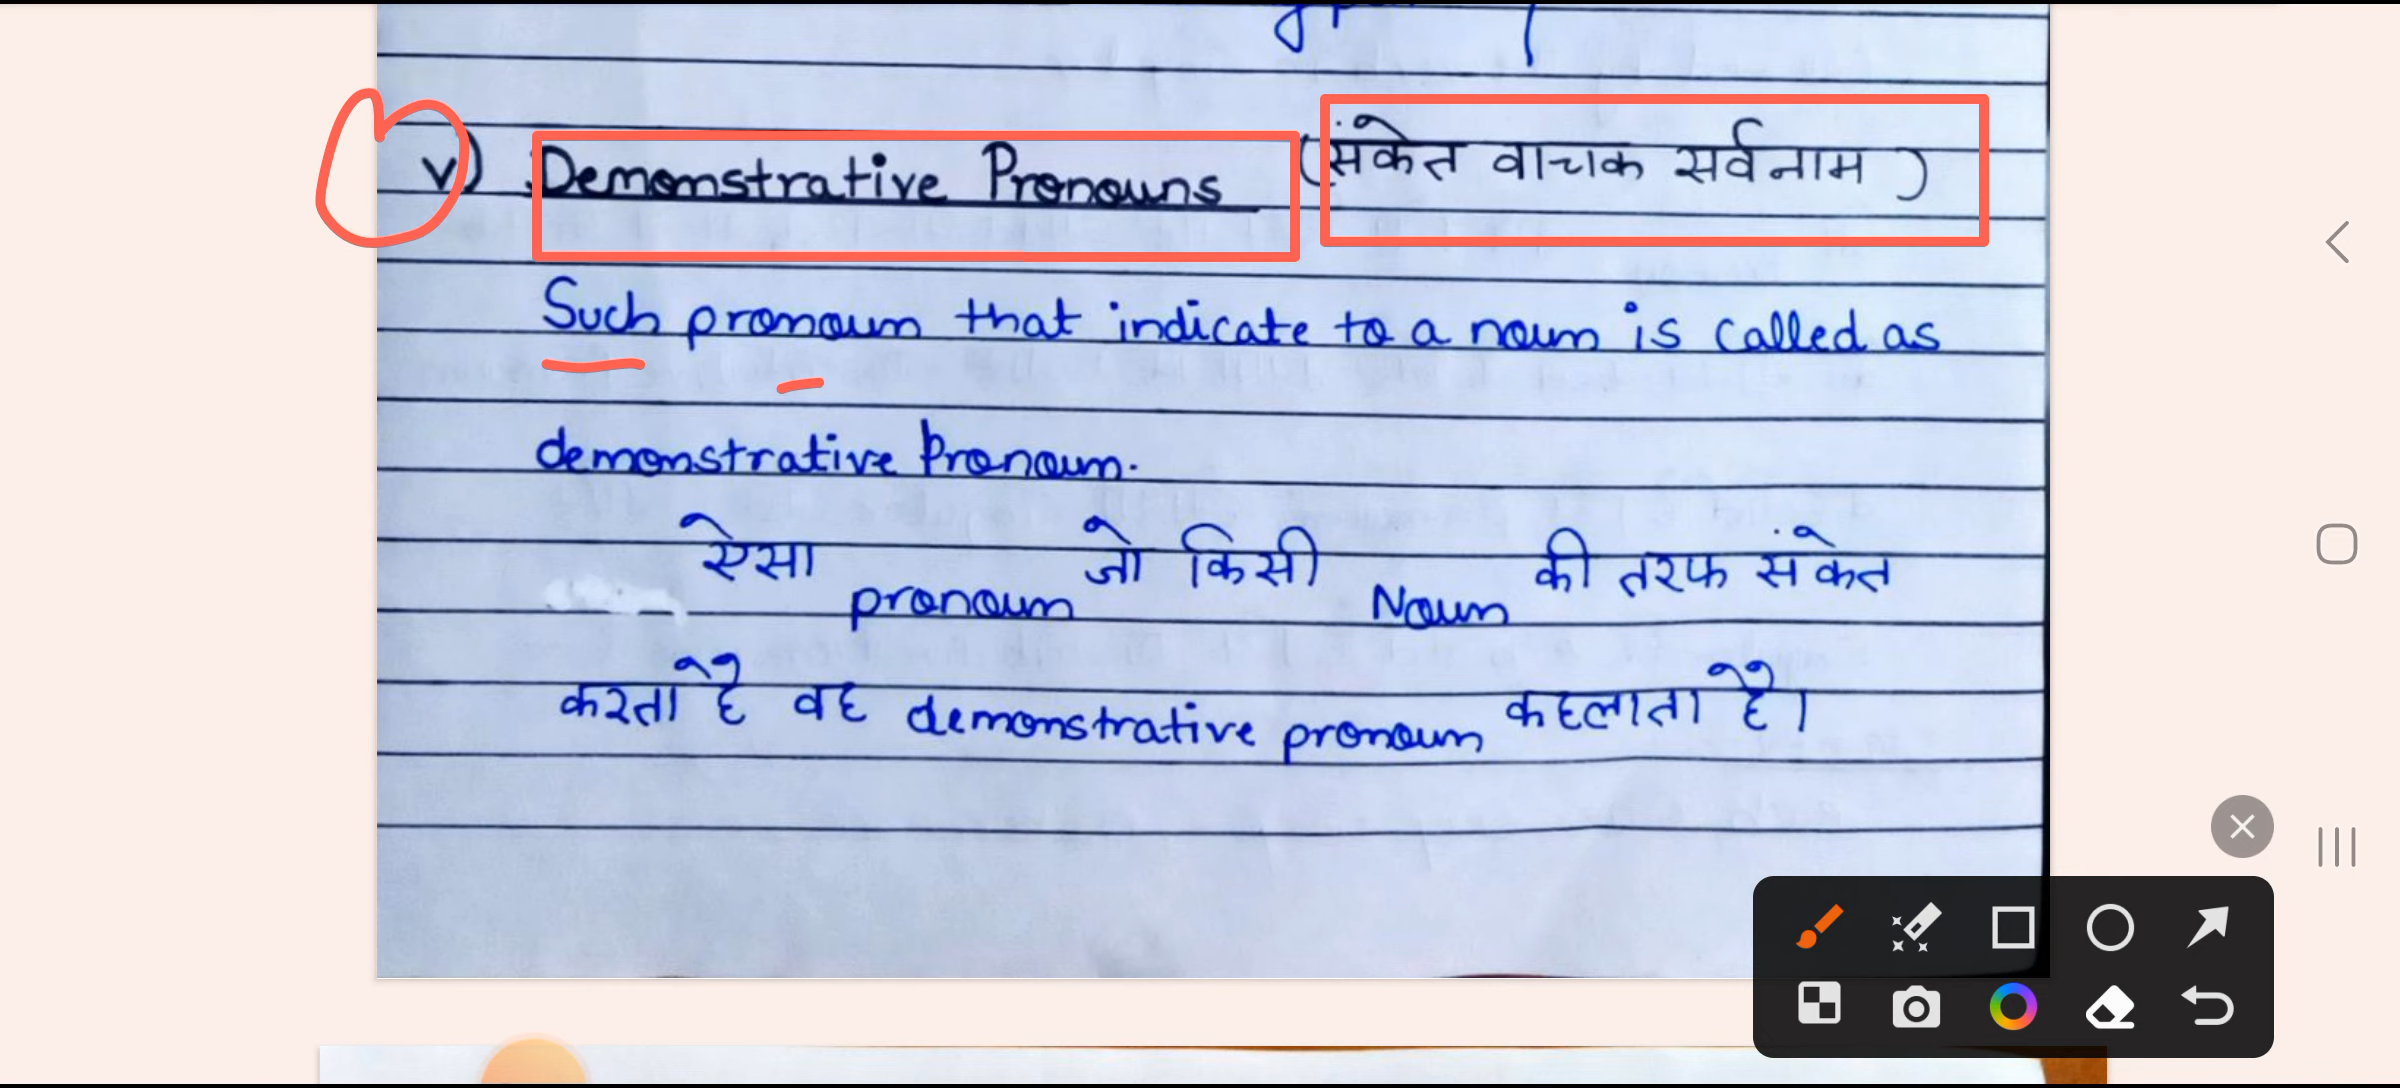 v) Demonstrative Pronouns (संकेत वाचक सर्वनाम)
Such pronoun that indicate to a noun is called as
demonstrative Pronoun.
ऐसा pronoun जो किसी Noun की तरफ संकेत
करता है वह demonstrative pronoun कहलाता है।